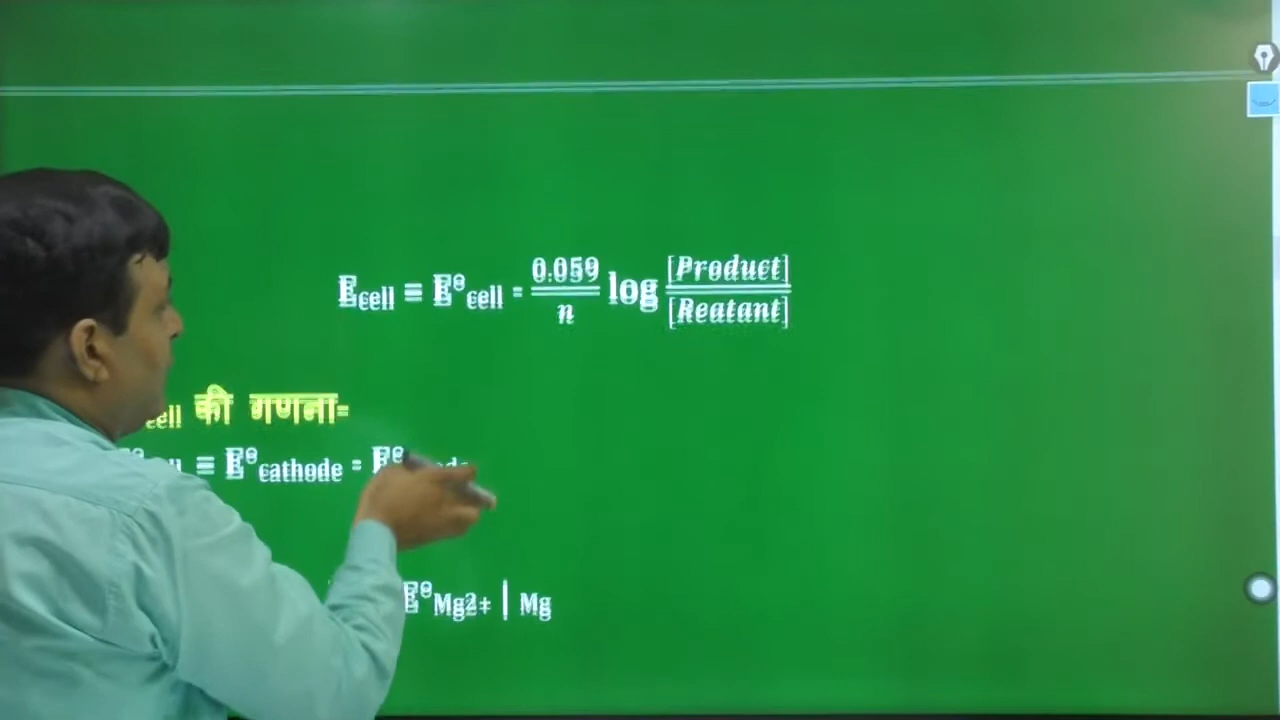 Ecell = E°cell - 0.059/n log [Product]/[Reatant]
cell की गणना-
= E°cathode - E°
E°Mg2+ | Mg